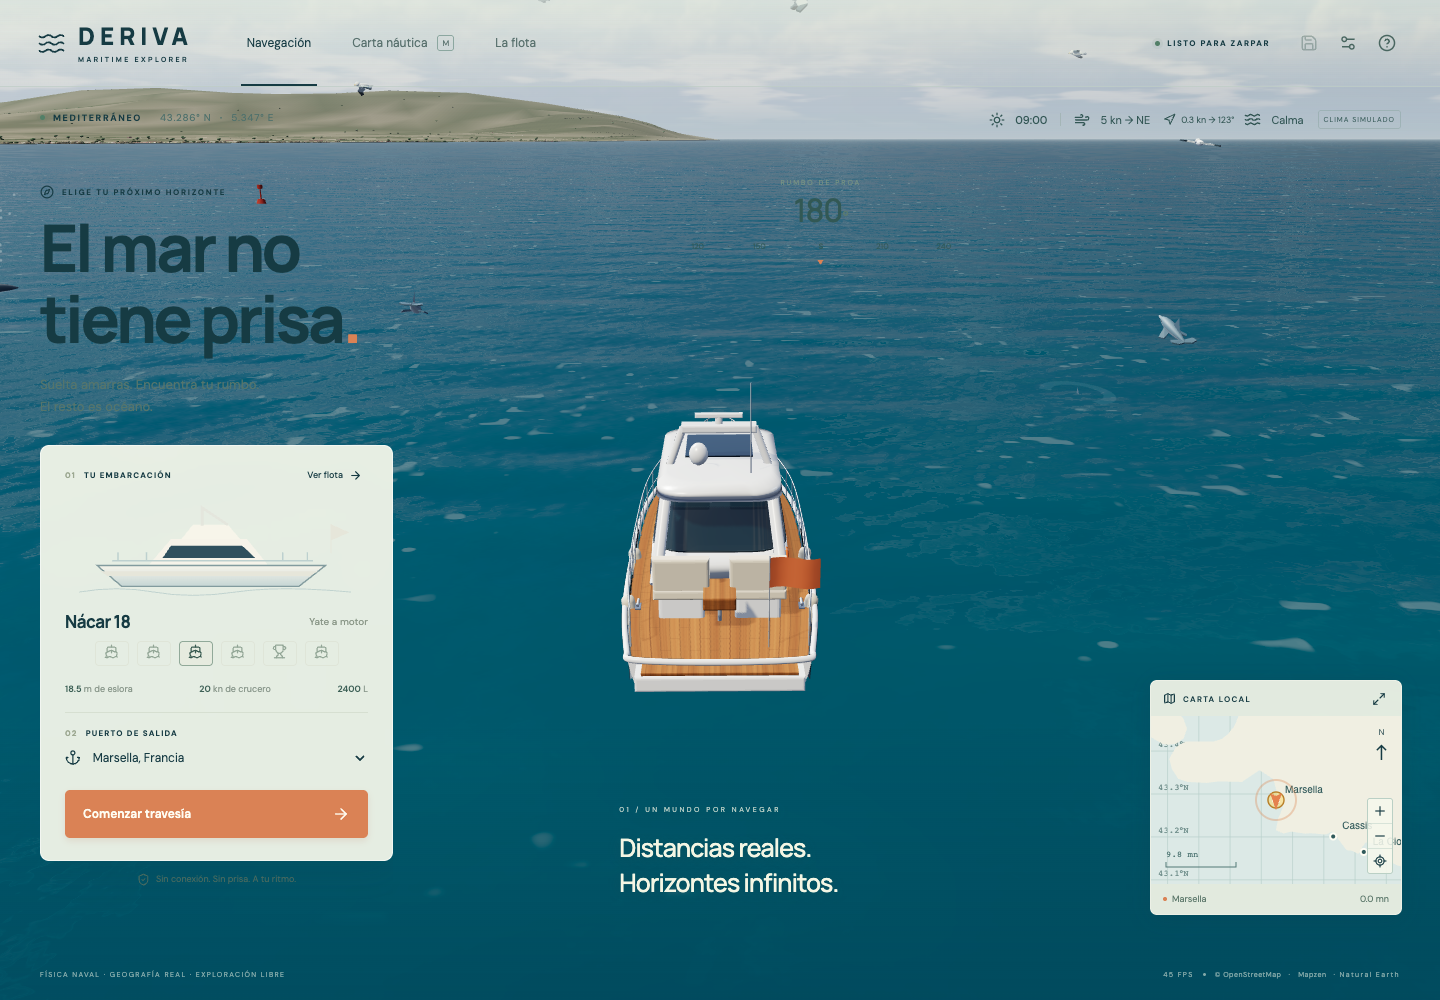 DERIVA
MARITIME EXPLORER
Navegación
Carta náutica M
La flota
LISTO PARA ZARPAR
MEDITERRÁNEO 43.286° N · 5.347° E
09:00
5 kn → NE
0.3 kn → 123°
Calma
CLIMA SIMULADO
ELIGE TU PRÓXIMO HORIZONTE
El mar no
tiene prisa.
Suelta amarras. Encuentra tu rumbo.
El resto es océano.
RUMBO DE PROA
180
01 TU EMBARCACIÓN
Ver flota
Nácar 18
Yate a motor
18.5 m de eslora
20 kn de crucero
2400 L
02 PUERTO DE SALIDA
Marsella, Francia
Comenzar travesía
Sin conexión. Sin prisa. A tu ritmo.
01 / UN MUNDO POR NAVEGAR
Distancias reales.
Horizontes infinitos.
CARTA LOCAL
N
43.3°N
Marsella
43.2°N
Cassi
9.8 mn
43.1°N
Marsella
0.0 mn
FÍSICA NAVAL · GEOGRAFÍA REAL · EXPLORACIÓN LIBRE
45 FPS • © OpenStreetMap · Mapzen · Natural Earth